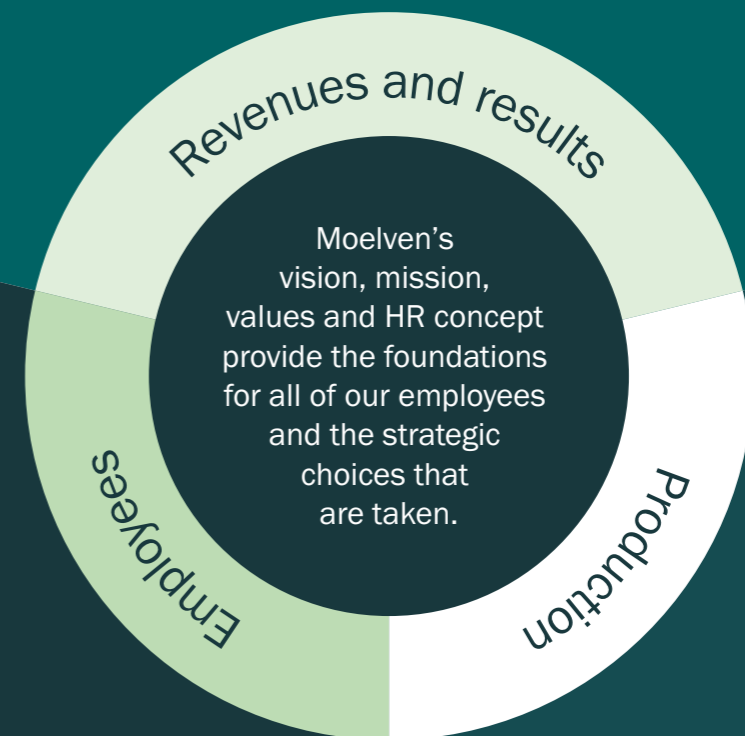 Revenues and results
Moelven’s
vision, mission,
values and HR concept
provide the foundations
for all of our employees
and the strategic
choices that
are taken.
Employees
Production